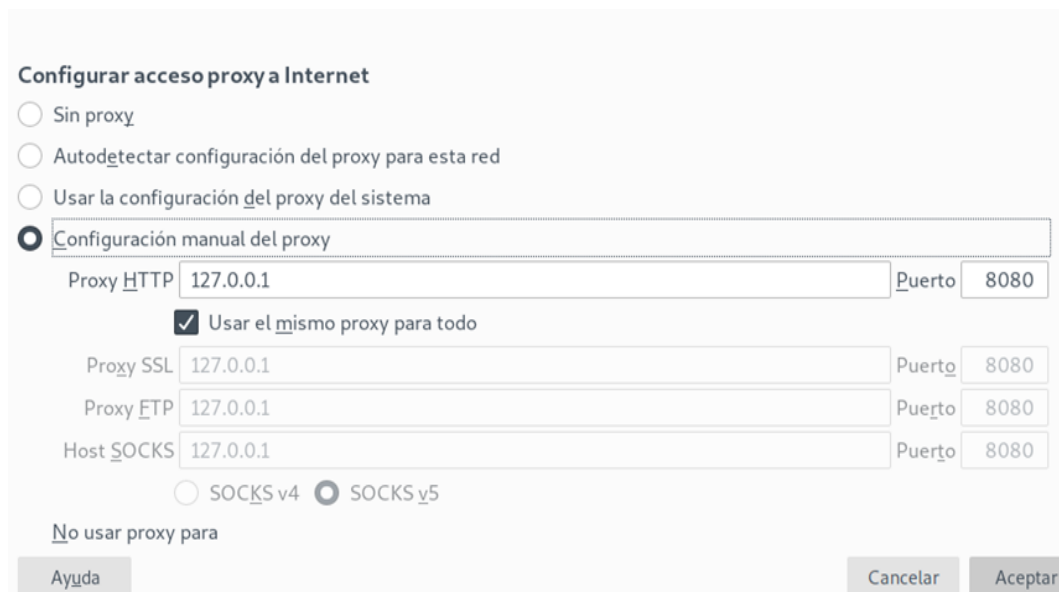 Configurar acceso proxy a Internet
Sin proxy
Autodetectar configuración del proxy para esta red
Usar la configuración del proxy del sistema
Configuración manual del proxy
Proxy HTTP 127.0.0.1 Puerto 8080
Usar el mismo proxy para todo
Proxy SSL 127.0.0.1 Puerto 8080
Proxy FTP 127.0.0.1 Puerto 8080
Host SOCKS 127.0.0.1 Puerto 8080
SOCKS v4 SOCKS v5
No usar proxy para
Ayuda Cancelar Aceptar